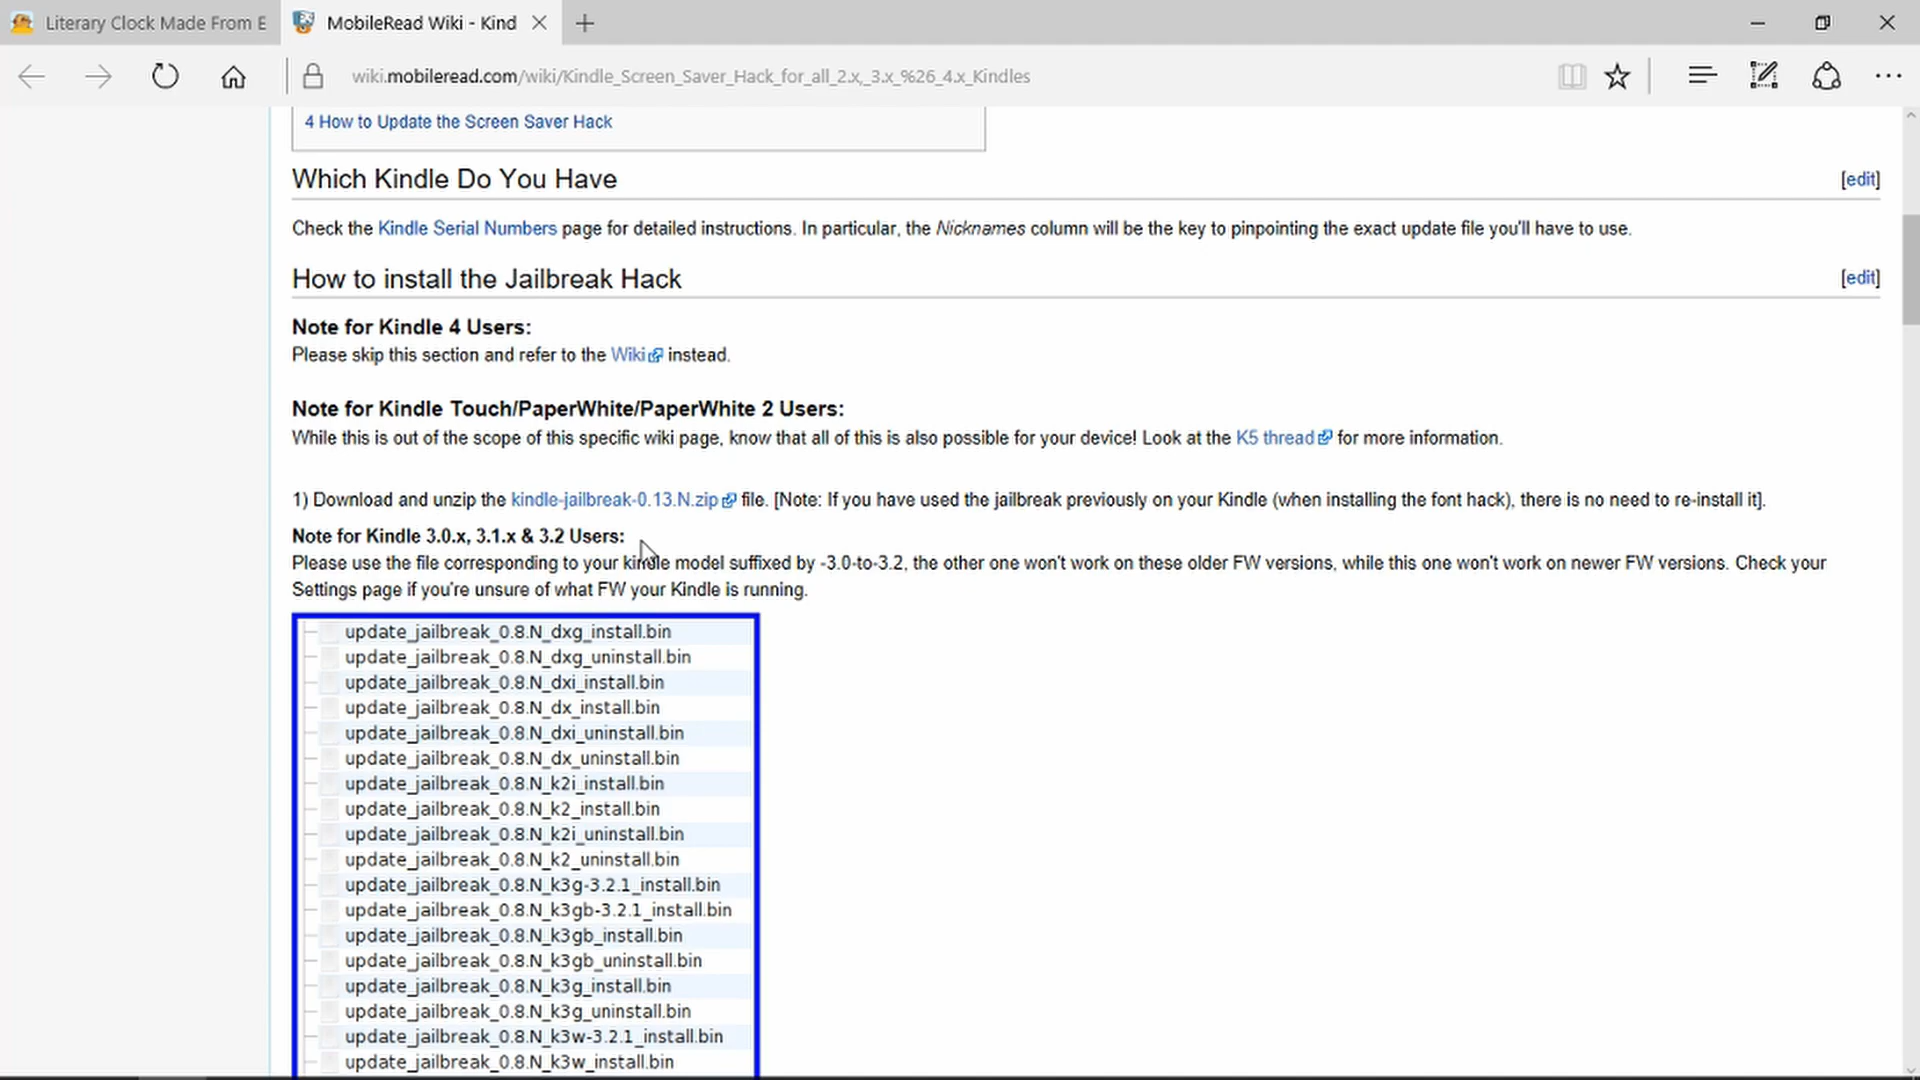 Literary Clock Made From E
MobileRead Wiki - Kind
wiki.mobileread.com/wiki/Kindle_Screen_Saver_Hack_for_all_2.x,_3.x_%26_4.x_Kindles
4 How to Update the Screen Saver Hack
Which Kindle Do You Have [edit]
Check the Kindle Serial Numbers page for detailed instructions. In particular, the Nicknames column will be the key to pinpointing the exact update file you'll have to use.
How to install the Jailbreak Hack [edit]
Note for Kindle 4 Users:
Please skip this section and refer to the Wiki instead.
Note for Kindle Touch/PaperWhite/PaperWhite 2 Users:
While this is out of the scope of this specific wiki page, know that all of this is also possible for your device! Look at the K5 thread for more information.
1) Download and unzip the kindle-jailbreak-0.13.N.zip file. [Note: If you have used the jailbreak previously on your Kindle (when installing the font hack), there is no need to re-install it].
Note for Kindle 3.0.x, 3.1.x & 3.2 Users:
Please use the file corresponding to your kindle model suffixed by -3.0-to-3.2, the other one won't work on these older FW versions, while this one won't work on newer FW versions. Check your
Settings page if you're unsure of what FW your Kindle is running.
update_jailbreak_0.8.N_dxg_install.bin
update_jailbreak_0.8.N_dxg_uninstall.bin
update_jailbreak_0.8.N_dxi_install.bin
update_jailbreak_0.8.N_dx_install.bin
update_jailbreak_0.8.N_dxi_uninstall.bin
update_jailbreak_0.8.N_dx_uninstall.bin
update_jailbreak_0.8.N_k2i_install.bin
update_jailbreak_0.8.N_k2_install.bin
update_jailbreak_0.8.N_k2i_uninstall.bin
update_jailbreak_0.8.N_k2_uninstall.bin
update_jailbreak_0.8.N_k3g-3.2.1_install.bin
update_jailbreak_0.8.N_k3gb-3.2.1_install.bin
update_jailbreak_0.8.N_k3gb_install.bin
update_jailbreak_0.8.N_k3gb_uninstall.bin
update_jailbreak_0.8.N_k3g_install.bin
update_jailbreak_0.8.N_k3g_uninstall.bin
update_jailbreak_0.8.N_k3w-3.2.1_install.bin
update_jailbreak_0.8.N_k3w_install.bin